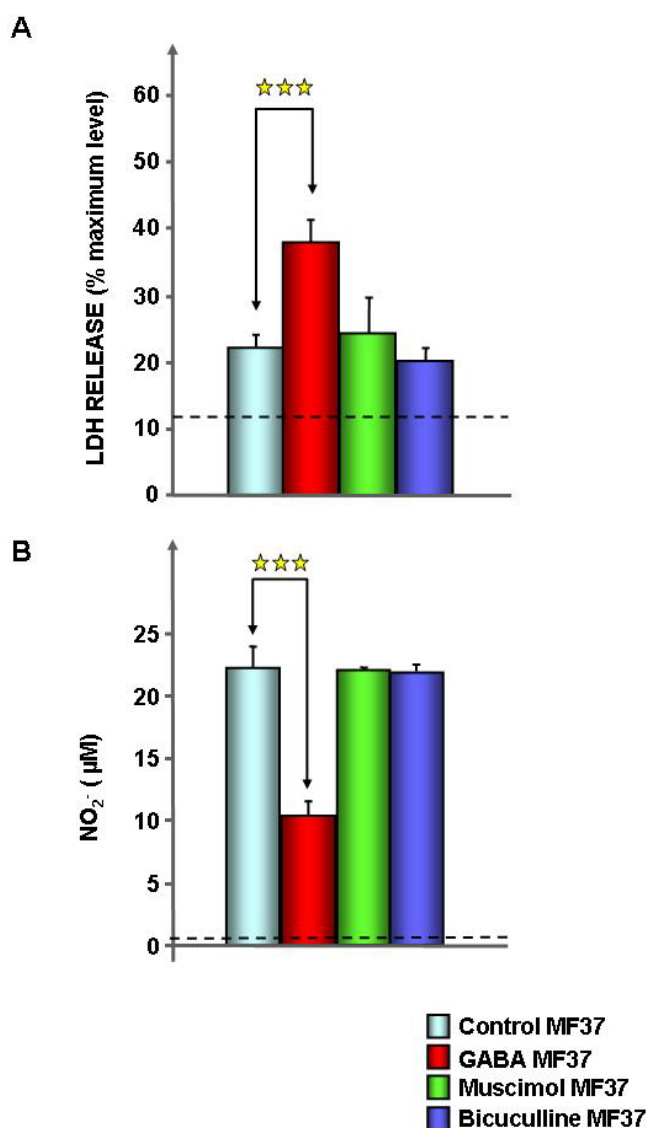 A
LDH RELEASE (% maximum level)
60
50
40
30
20
10
0
B
NO₂⁻ ( µM)
25
20
15
10
5
0
Control MF37
GABA MF37
Muscimol MF37
Bicuculline MF37